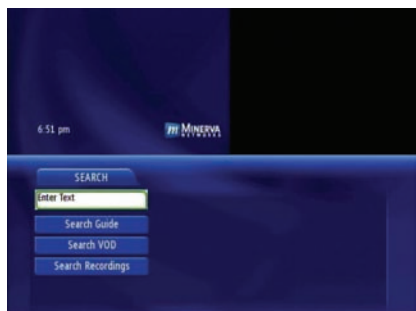 6:51 pm
m MINERVA
NETWORKS
SEARCH
Enter Text
Search Guide
Search VOD
Search Recordings